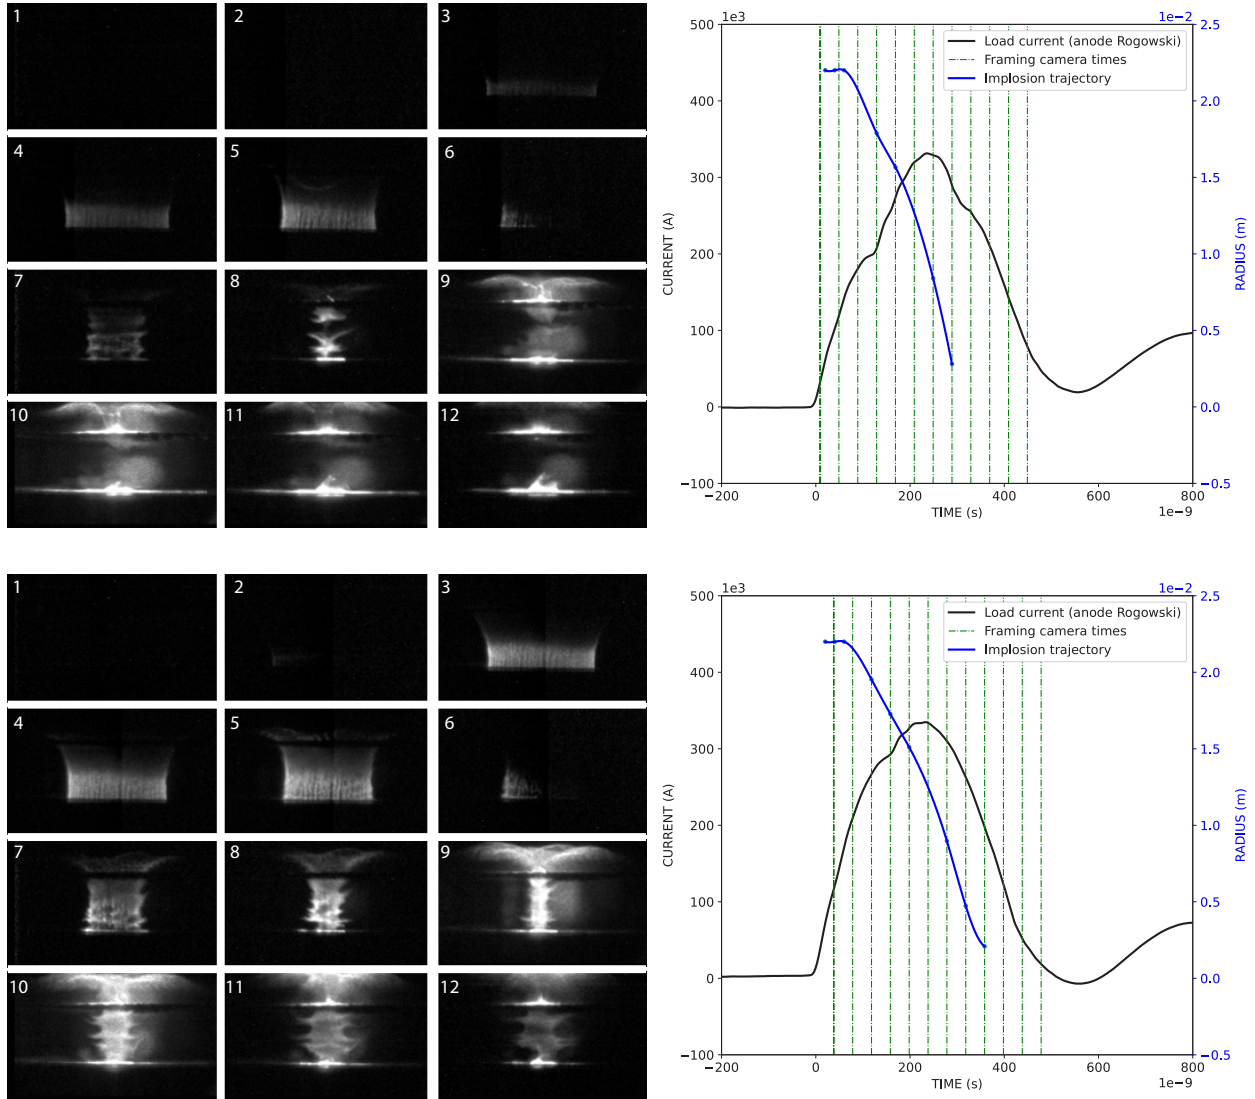 1 2 3
4 5 6
7 8 9
10 11 12
1e3 1e−2
500
400
300
200
100
0
−100
CURRENT (A)
2.5
2.0
1.5
1.0
0.5
0.0
−0.5
RADIUS (m)
Load current (anode Rogowski)
Framing camera times
Implosion trajectory
−200 0 200 400 600 800
TIME (s) 1e−9
1 2 3
4 5 6
7 8 9
10 11 12
1e3 1e−2
500
400
300
200
100
0
−100
CURRENT (A)
2.5
2.0
1.5
1.0
0.5
0.0
−0.5
RADIUS (m)
Load current (anode Rogowski)
Framing camera times
Implosion trajectory
−200 0 200 400 600 800
TIME (s) 1e−9